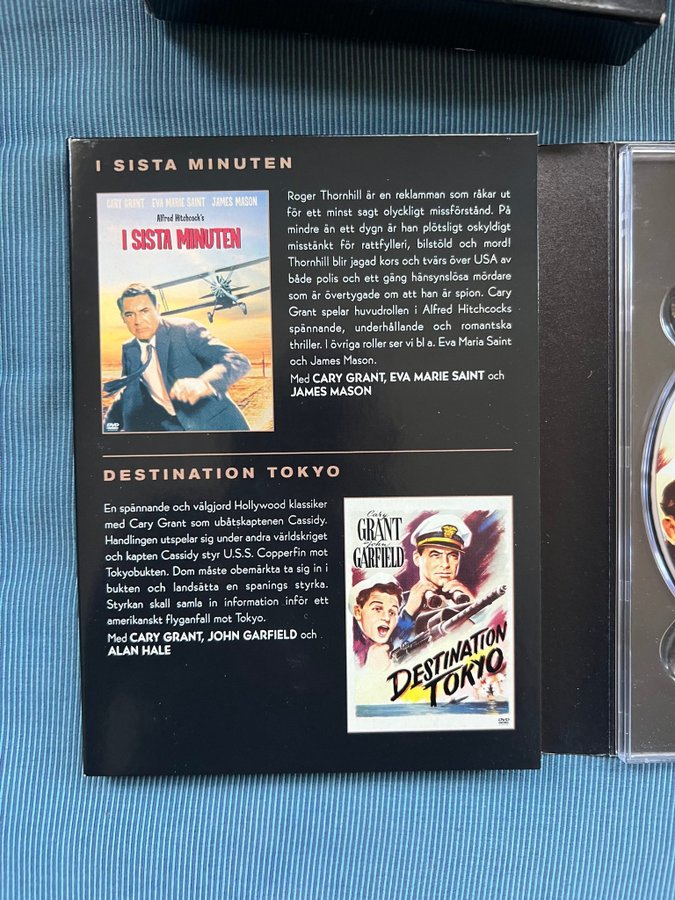 I SISTA MINUTEN
CARY GRANT EVA MARIE SAINT JAMES MASON
Alfred Hitchcock's
I SISTA MINUTEN
DVD
Roger Thornhill är en reklamman som råkar ut
för ett minst sagt olyckligt missförstånd. På
mindre än ett dygn är han plötsligt oskyldigt
misstänkt för rattfylleri, bilstöld och mord!
Thornhill blir jagad kors och tvärs över USA av
både polis och ett gäng hänsynslösa mördare
som är övertygade om att han är spion. Cary
Grant spelar huvudrollen i Alfred Hitchcocks
spännande, underhållande och romantska
thriller. I övriga roller ser vi bl a. Eva Maria Saint
och James Mason.
Med CARY GRANT, EVA MARIE SAINT och
JAMES MASON
DESTINATION TOKYO
En spännande och välgjord Hollywood klassiker
med Cary Grant som ubåtskaptenen Cassidy.
Handlingen utspelar sig under andra världskriget
och kapten Cassidy styr U.S.S. Copperfin mot
Tokyobukten. Dom måste obemärkta ta sig in i
bukten och landsätta en spanings styrka.
Styrkan skall samla in information inför ett
amerikanskt flyganfall mot Tokyo.
Med CARY GRANT, JOHN GARFIELD och
ALAN HALE
Cary
GRANT
John
GARFIELD
DESTINATION
TOKYO
DVD